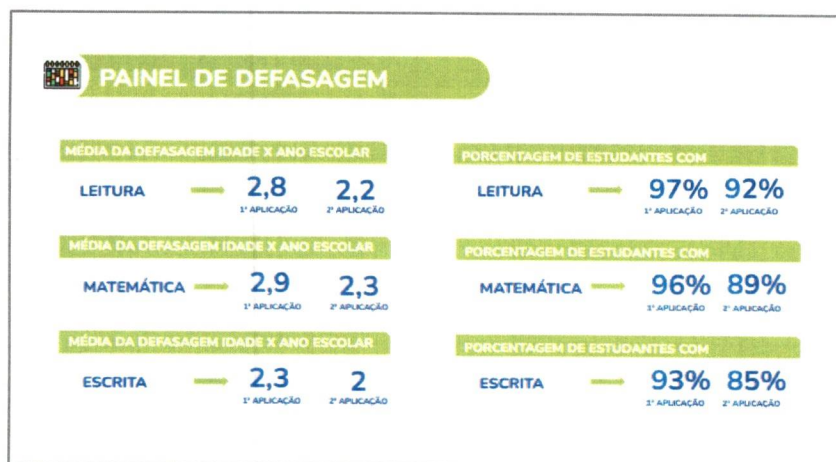 PAINEL DE DEFASAGEM
MÉDIA DA DEFASAGEM IDADE X ANO ESCOLAR
LEITURA 2,8 2,2
1ª APLICAÇÃO 2ª APLICAÇÃO
MÉDIA DA DEFASAGEM IDADE X ANO ESCOLAR
MATEMÁTICA 2,9 2,3
1ª APLICAÇÃO 2ª APLICAÇÃO
MÉDIA DA DEFASAGEM IDADE X ANO ESCOLAR
ESCRITA 2,3 2
1ª APLICAÇÃO 2ª APLICAÇÃO
PORCENTAGEM DE ESTUDANTES COM
LEITURA 97% 92%
1ª APLICAÇÃO 2ª APLICAÇÃO
PORCENTAGEM DE ESTUDANTES COM
MATEMÁTICA 96% 89%
1ª APLICAÇÃO 2ª APLICAÇÃO
PORCENTAGEM DE ESTUDANTES COM
ESCRITA 93% 85%
1ª APLICAÇÃO 2ª APLICAÇÃO